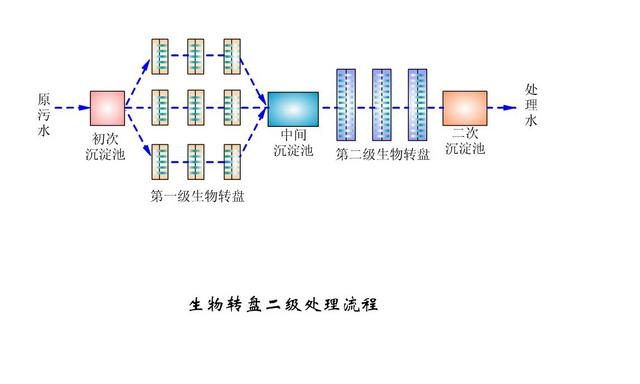 原污水
初次
沉淀池
第一级生物转盘
中间
沉淀池
第二级生物转盘
二次
沉淀池
处理水
生物转盘二级处理流程